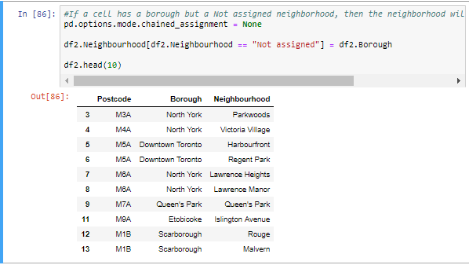 In [86]: #If a cell has a borough but a Not assigned neighborhood, then the neighborhood wil
pd.options.mode.chained_assignment = None
df2.Neighbourhood[df2.Neighbourhood == "Not assigned"] = df2.Borough
df2.head(10)
Out[86]:
Postcode Borough Neighbourhood
3 M3A North York Parkwoods
4 M4A North York Victoria Village
5 M5A Downtown Toronto Harbourfront
6 M5A Downtown Toronto Regent Park
7 M6A North York Lawrence Heights
8 M6A North York Lawrence Manor
9 M7A Queen's Park Queen's Park
11 M9A Etobicoke Islington Avenue
12 M1B Scarborough Rouge
13 M1B Scarborough Malvern